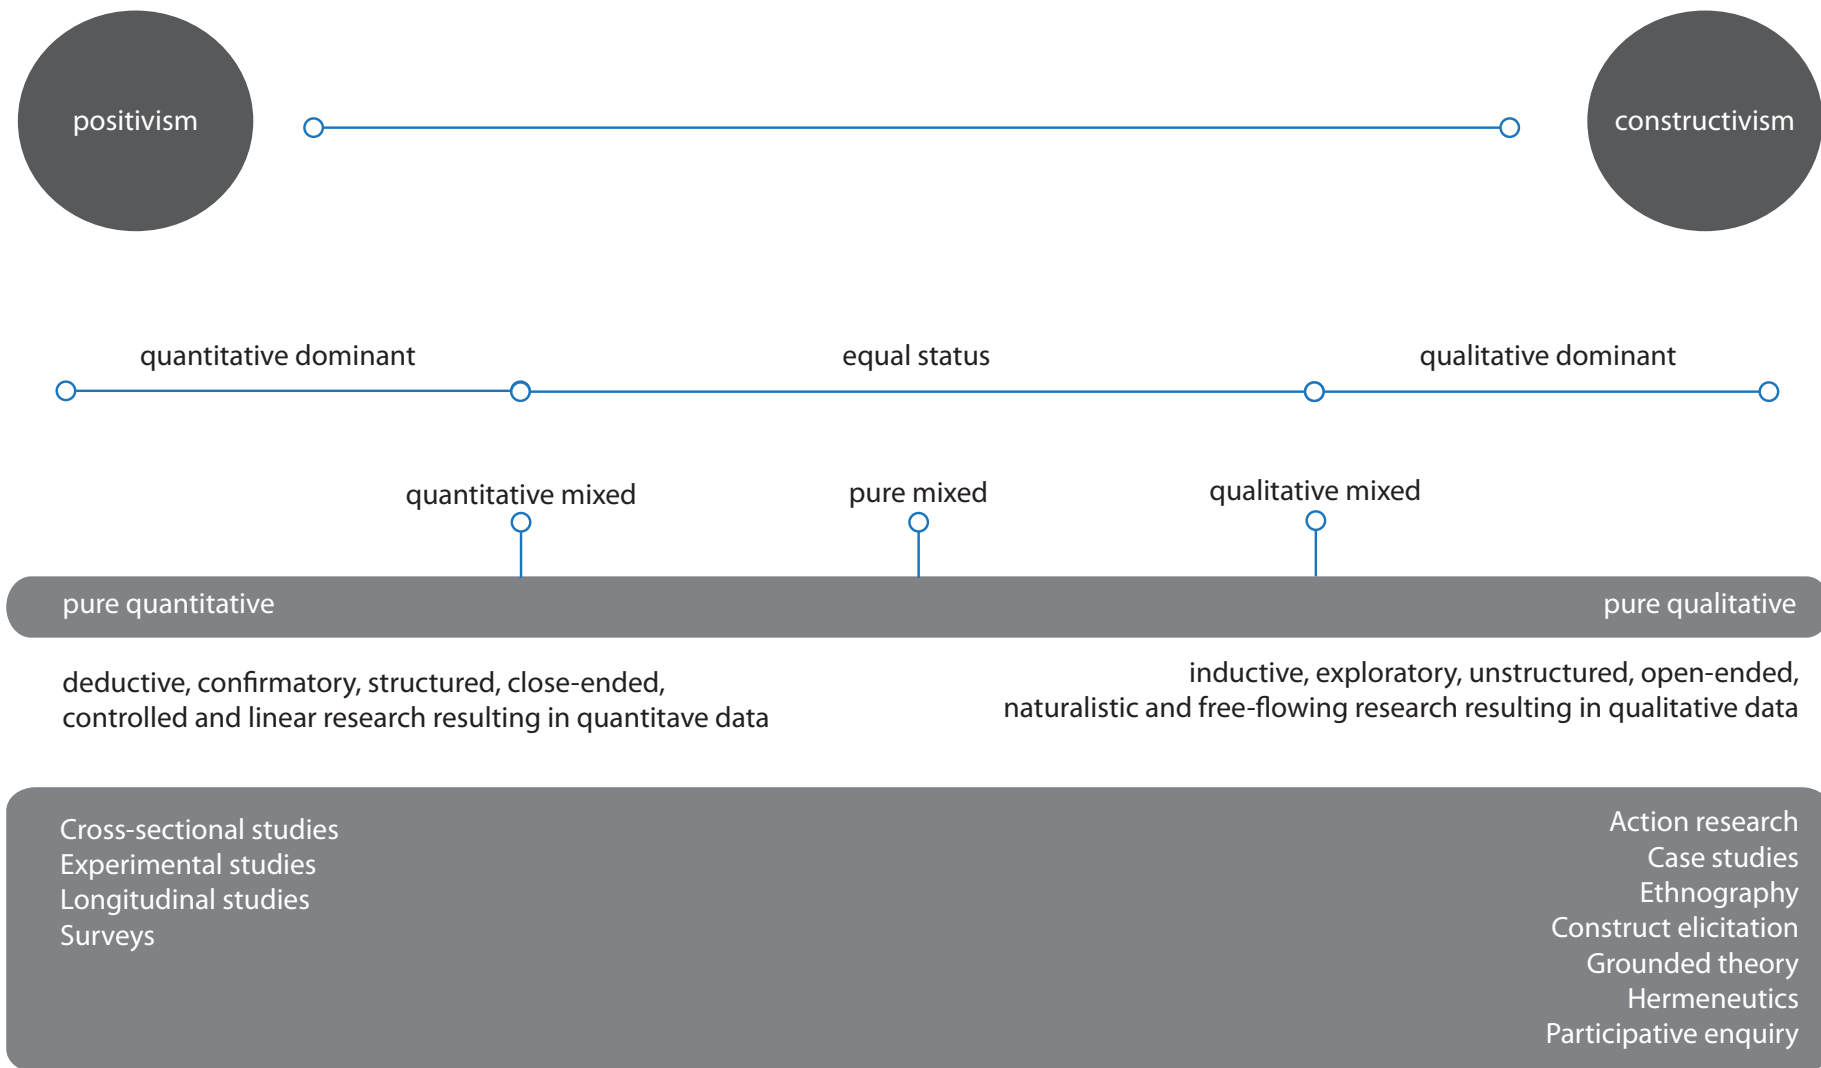 positivism
constructivism
quantitative dominant
equal status
qualitative dominant
quantitative mixed
pure mixed
qualitative mixed
pure quantitative
pure qualitative
deductive, confirmatory, structured, close-ended,
controlled and linear research resulting in quantitave data
inductive, exploratory, unstructured, open-ended,
naturalistic and free-flowing research resulting in qualitative data
Cross-sectional studies
Experimental studies
Longitudinal studies
Surveys
Action research
Case studies
Ethnography
Construct elicitation
Grounded theory
Hermeneutics
Participative enquiry